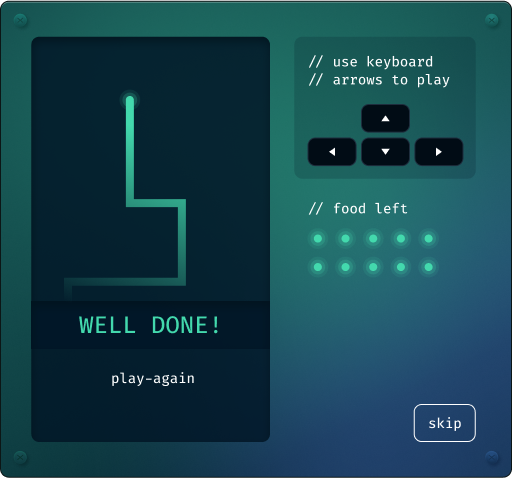 // use keyboard
// arrows to play
// food left
WELL DONE!
play-again
skip